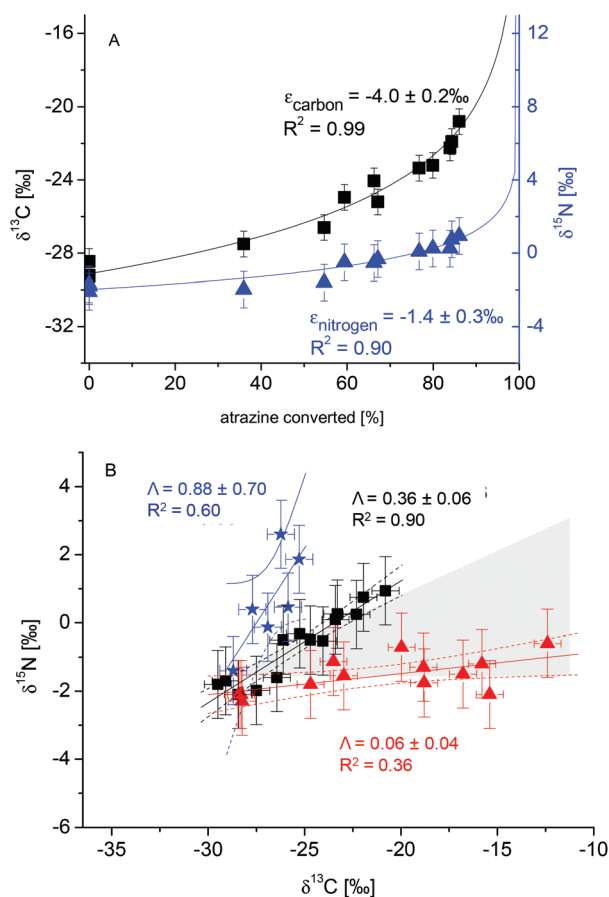 A
δ13C [‰]
-16
-20
-24
-28
-32
εcarbon = -4.0 ± 0.2‰
R2 = 0.99
εnitrogen = -1.4 ± 0.3‰
R2 = 0.90
12
8
4
0
-4
δ15N [‰]
0 20 40 60 80 100
atrazine converted [%]
B
δ15N [‰]
4
2
0
-2
-4
-6
Λ = 0.88 ± 0.70
R2 = 0.60
Λ = 0.36 ± 0.06
R2 = 0.90
Λ = 0.06 ± 0.04
R2 = 0.36
-35 -30 -25 -20 -15 -10
δ13C [‰]